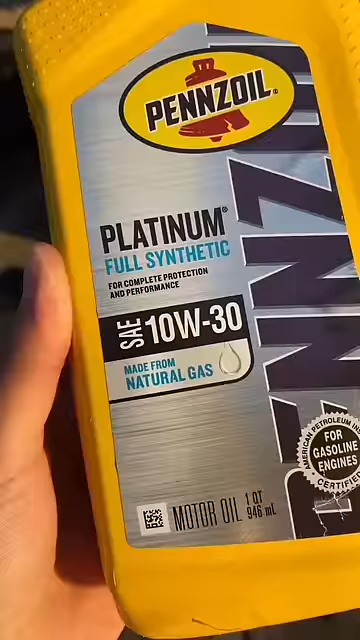 PENNZOIL®
PLATINUM®
FULL SYNTHETIC
FOR COMPLETE PROTECTION
AND PERFORMANCE
SAE 10W-30
MADE FROM
NATURAL GAS
AMERICAN PETROLEUM
FOR
GASOLINE
ENGINES
CERTIFIED
MOTOR OIL 1 QT
946 mL